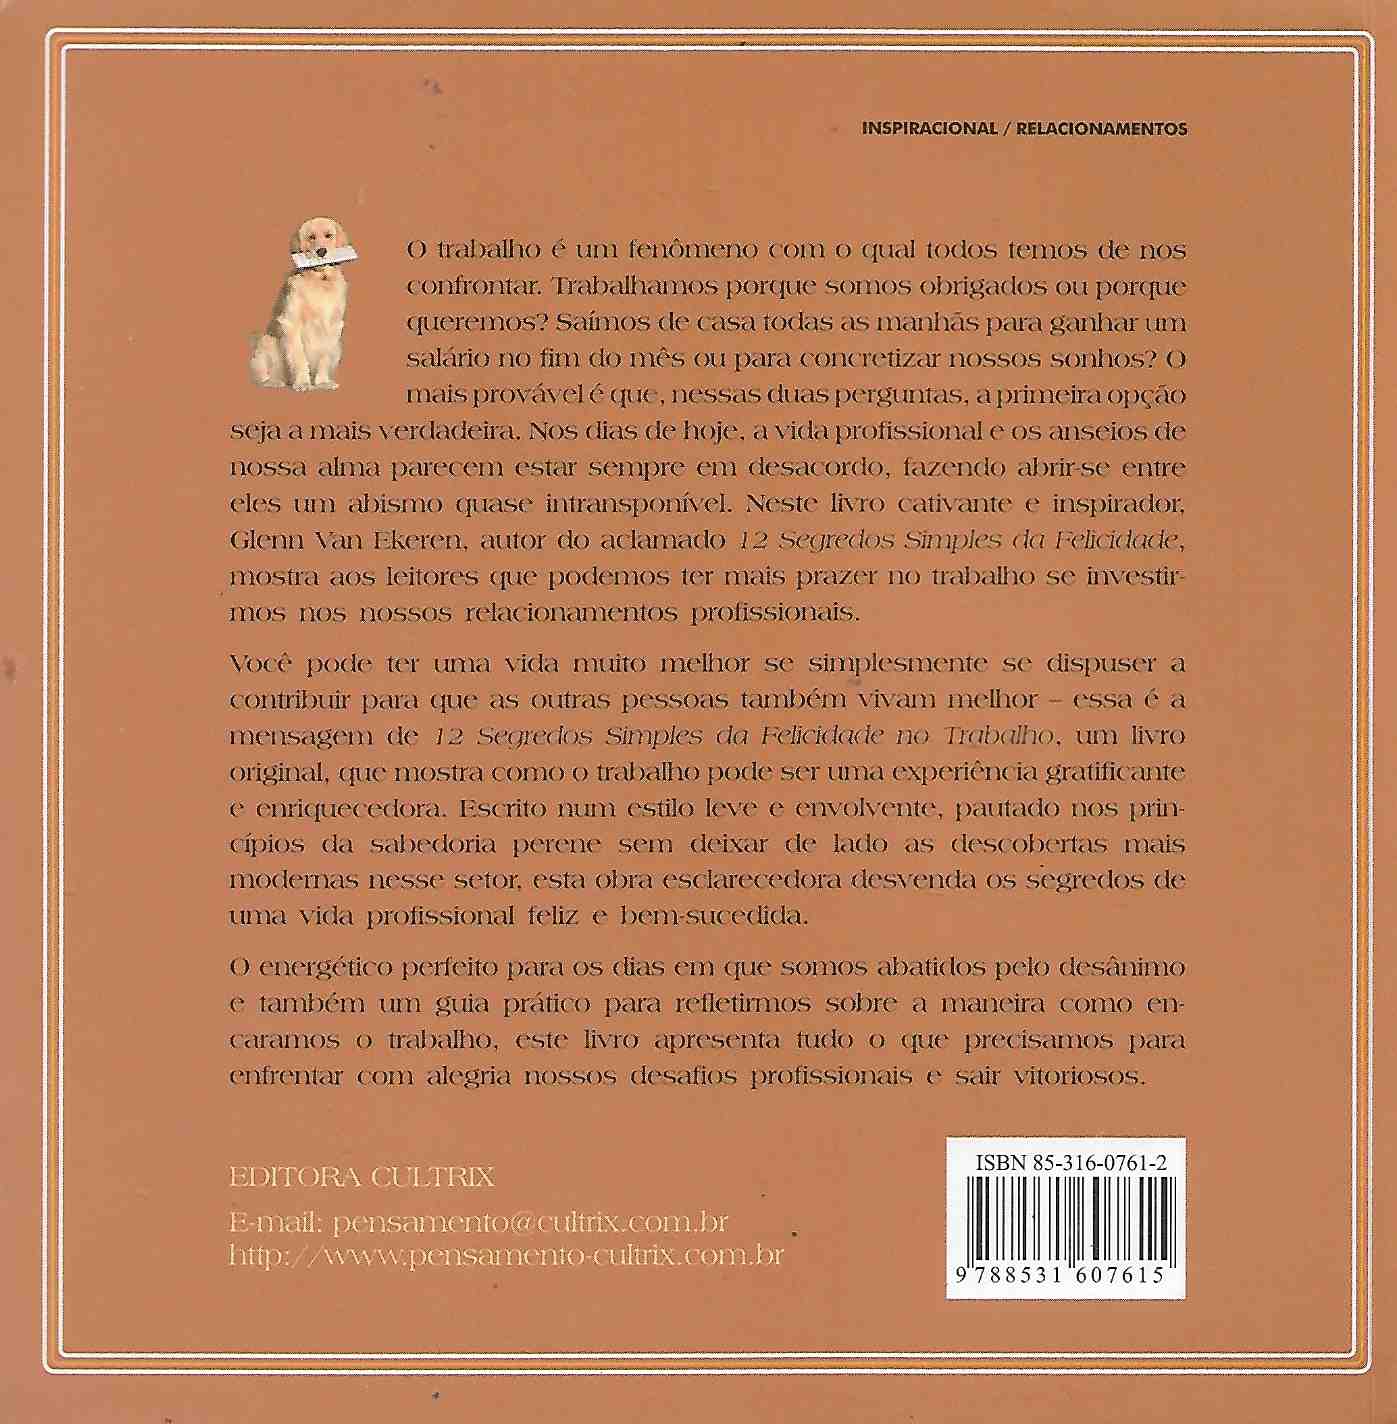 INSPIRACIONAL / RELACIONAMENTOS
O trabalho é um fenômeno com o qual todos temos de nos
confrontar. Trabalhamos porque somos obrigados ou porque
queremos? Saímos de casa todas as manhãs para ganhar um
salário no fim do mês ou para concretizar nossos sonhos? O
mais provável é que, nessas duas perguntas, a primeira opção
seja a mais verdadeira. Nos dias de hoje, a vida profissional e os anseios de
nossa alma parecem estar sempre em desacordo, fazendo abrir-se entre
eles um abismo quase intransponível. Neste livro cativante e inspirador,
Glenn Van Ekeren, autor do aclamado 12 Segredos Simples da Felicidade,
mostra aos leitores que podemos ter mais prazer no trabalho se investir-
mos nos nossos relacionamentos profissionais.
Você pode ter uma vida muito melhor se simplesmente se dispuser a
contribuir para que as outras pessoas também vivam melhor – essa é a
mensagem de 12 Segredos Simples da Felicidade no Trabalho, um livro
original, que mostra como o trabalho pode ser uma experiência gratificante
e enriquecedora. Escrito num estilo leve e envolvente, pautado nos prin-
cípios da sabedoria perene sem deixar de lado as descobertas mais
modernas nesse setor, esta obra esclarecedora desvenda os segredos de
uma vida profissional feliz e bem-sucedida.
O energético perfeito para os dias em que somos abatidos pelo desânimo
e também um guia prático para refletirmos sobre a maneira como en-
caramos o trabalho, este livro apresenta tudo o que precisamos para
enfrentar com alegria nossos desafios profissionais e sair vitoriosos.
EDITORA CULTRIX
E-mail: pensamento@cultrix.com.br
http://www.pensamento-cultrix.com.br
ISBN 85-316-0761-2
9 788531 607615